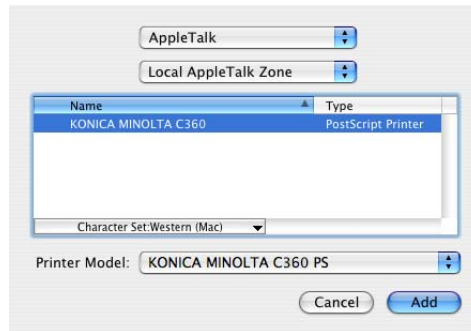 AppleTalk
Local AppleTalk Zone
Name Type
KONICA MINOLTA C360 PostScript Printer
Character Set:Western (Mac)
Printer Model: KONICA MINOLTA C360 PS
Cancel Add